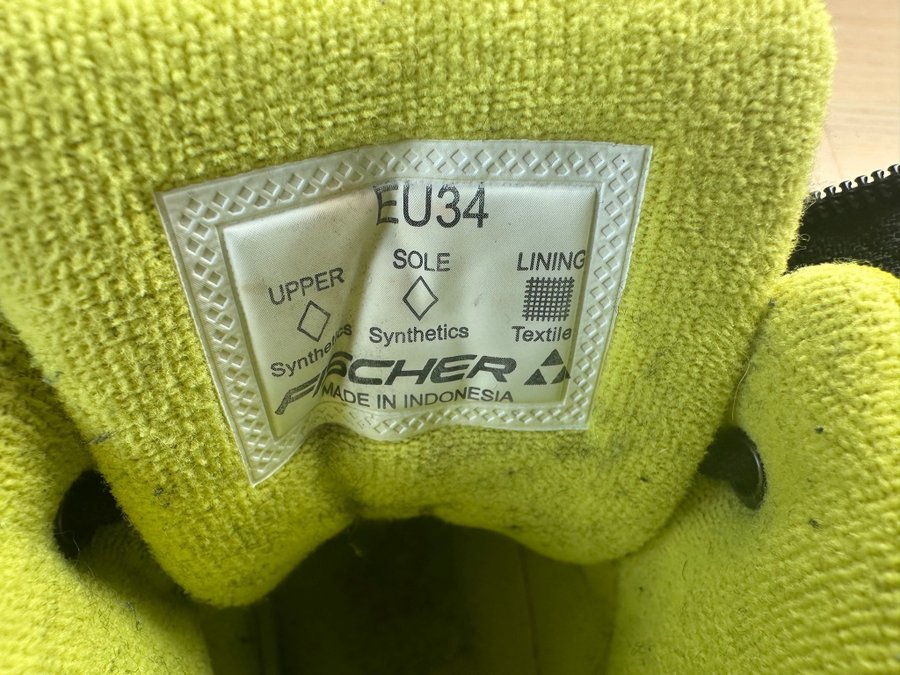 EU34
UPPER SOLE LINING
Synthetics Synthetics Textile
FISCHER
MADE IN INDONESIA